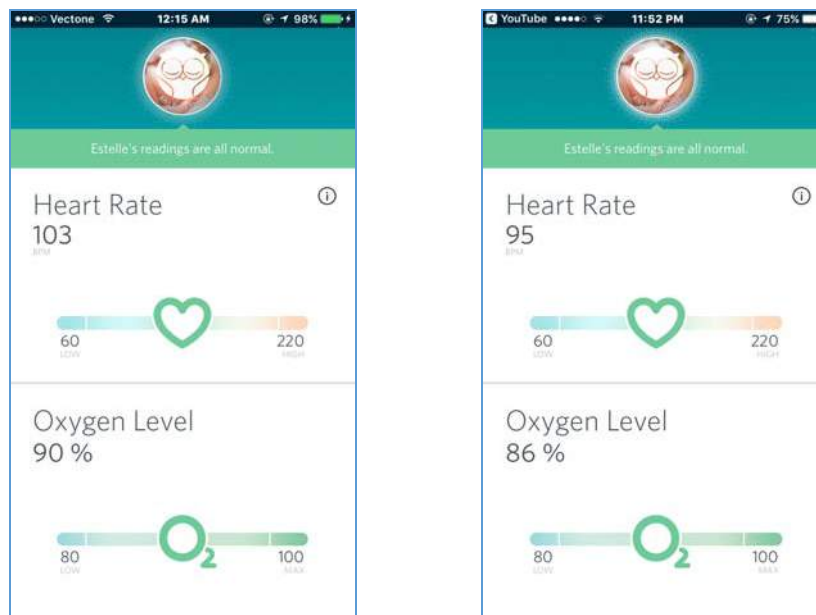 Vectone 12:15 AM 98%
Estelle's readings are all normal.
Heart Rate
103
BPM
60 220
LOW HIGH
Oxygen Level
90 %
2
80 100
LOW MAX
YouTube 11:52 PM 75%
Estelle's readings are all normal.
Heart Rate
95
BPM
60 220
LOW HIGH
Oxygen Level
86 %
2
80 100
LOW MAX